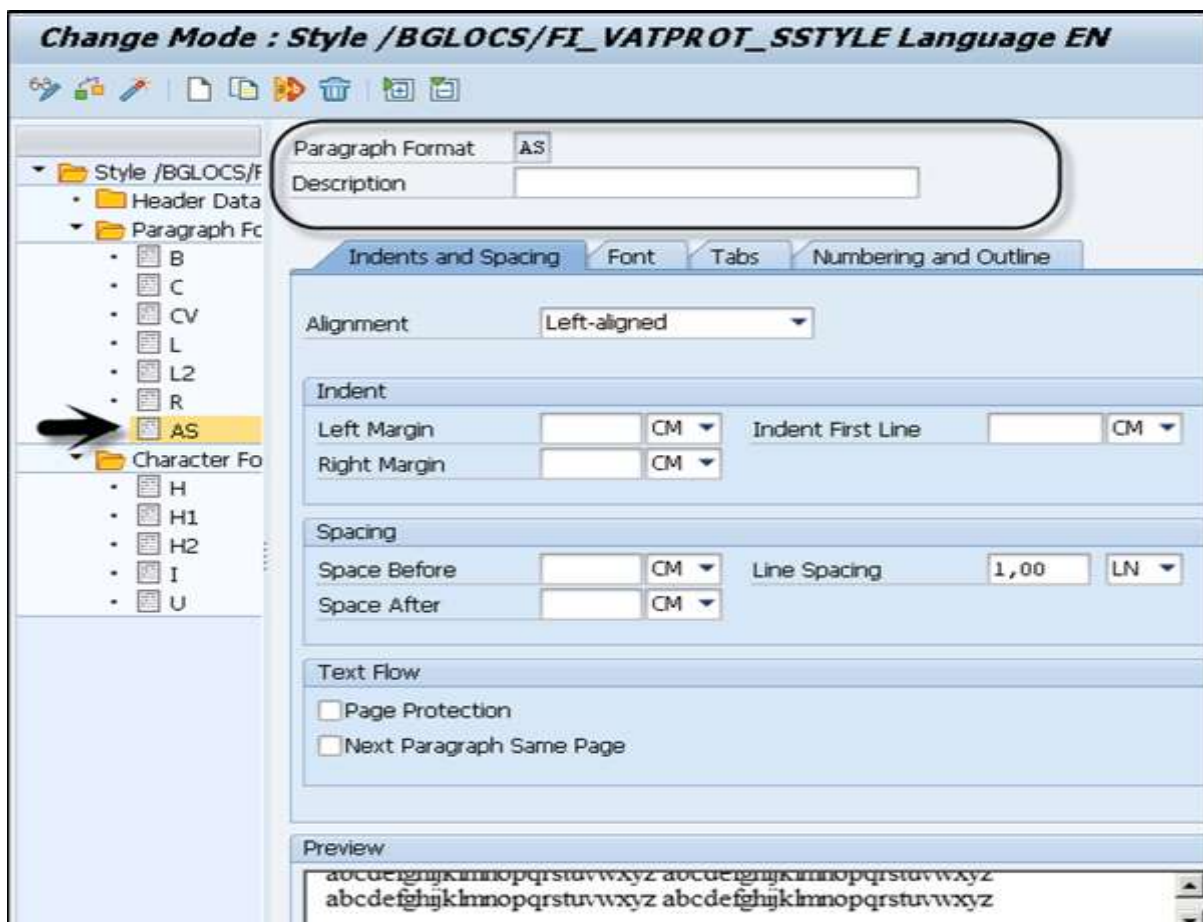 Change Mode : Style /BGLOCS/FI_VATPROT_SSTYLE Language EN
Style /BGLOCS/F
Header Data
Paragraph Fo
B
C
CV
L
L2
R
AS
Character Fo
H
H1
H2
I
U
Paragraph Format AS
Description
Indents and Spacing Font Tabs Numbering and Outline
Alignment Left-aligned
Indent
Left Margin CM Indent First Line CM
Right Margin CM
Spacing
Space Before CM Line Spacing 1,00 LN
Space After CM
Text Flow
Page Protection
Next Paragraph Same Page
Preview
abcdefghijklmnopqrstuvwxyz abcdefghijklmnopqrstuvwxyz
abcdefghijklmnopqrstuvwxyz abcdefghijklmnopqrstuvwxyz